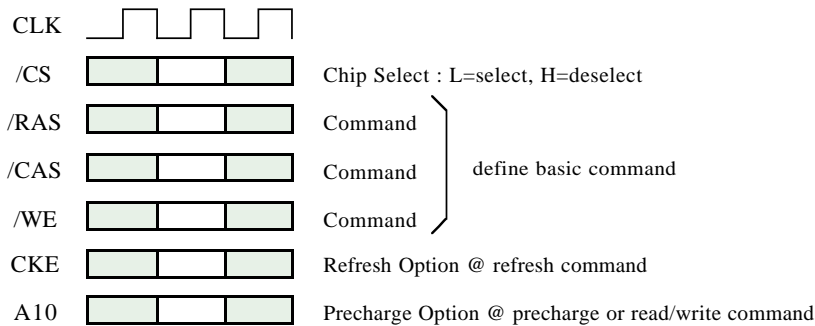 CLK
/CS Chip Select : L=select, H=deselect
/RAS Command
/CAS Command define basic command
/WE Command
CKE Refresh Option @ refresh command
A10 Precharge Option @ precharge or read/write command